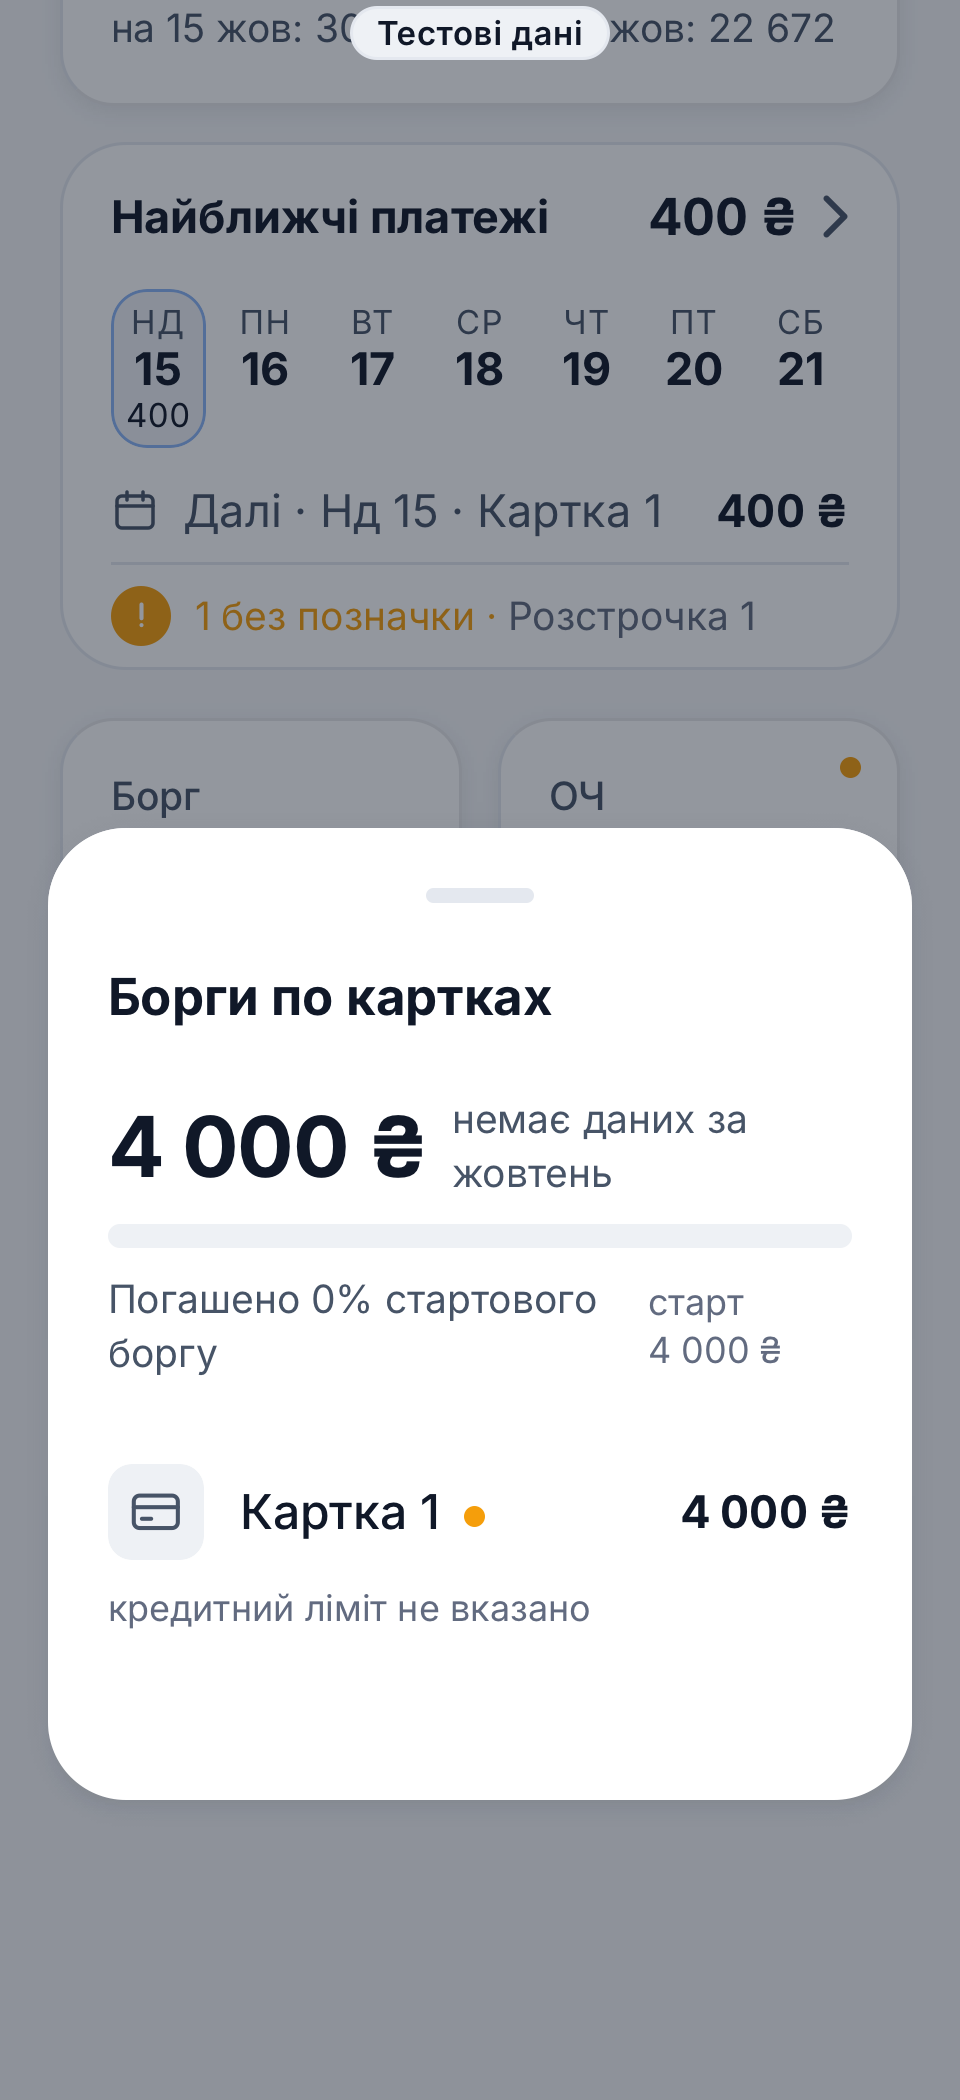 Тестові дані
на 15 жов: 30
жов: 22 672
Найближчі платежі 400 ₴
НД ПН ВТ СР ЧТ ПТ СБ
15 16 17 18 19 20 21
400
Далі · Нд 15 · Картка 1 400 ₴
! 1 без позначки · Розстрочка 1
Борг ОЧ
Борги по картках
4 000 ₴ немає даних за
жовтень
Погашено 0% стартового
боргу
старт
4 000 ₴
Картка 1 4 000 ₴
кредитний ліміт не вказано